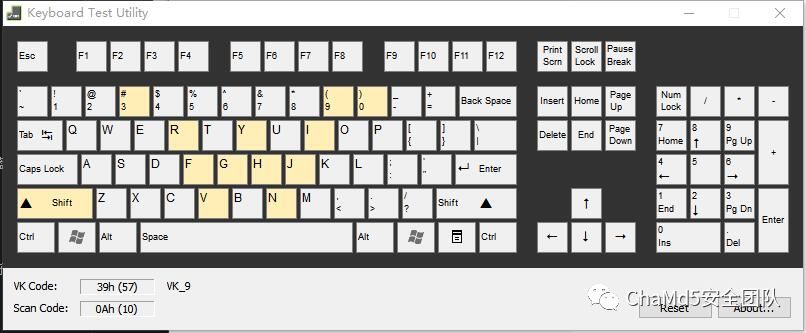 Keyboard Test Utility
Esc F1 F2 F3 F4 F5 F6 F7 F8 F9 F10 F11 F12 Print Scrn Scroll Lock Pause Break
~ ` ! 1 @ 2 # 3 $ 4 % 5 ^ 6 & 7 * 8 ( 9 ) 0 _ - + = Back Space Insert Home Page Up Num Lock / * -
Tab Q W E R T Y U I O P [ { ] } \ | Delete End Page Down 7 Home 8 ↑ 9 Pg Up +
Caps Lock A S D F G H J K L ; : ' " Enter 4 ← 5 6 →
▲ Shift Z X C V B N M , < . > / ? Shift ▲ ↑ 1 End 2 ↓ 3 Pg Dn Enter
Ctrl Alt Space Alt Ctrl ← ↓ → 0 Ins . Del
VK Code: 39h (57) VK_9
Scan Code: 0Ah (10)
Reset About...
ChaMd5安全团队